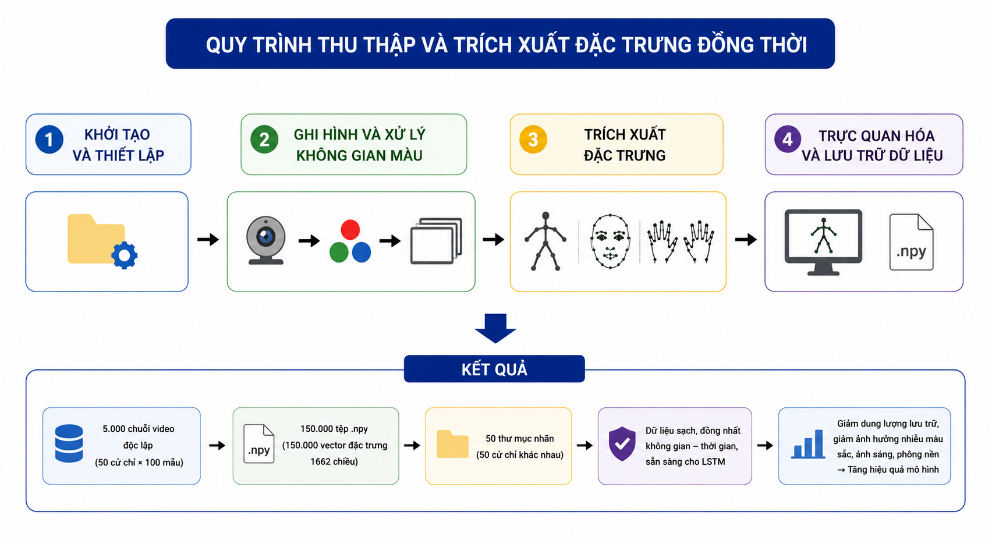 QUY TRÌNH THU THẬP VÀ TRÍCH XUẤT ĐẶC TRƯNG ĐỒNG THỜI
1
KHỞI TẠO
VÀ THIẾT LẬP
2
GHI HÌNH VÀ XỬ LÝ
KHÔNG GIAN MÀU
3
TRÍCH XUẤT
ĐẶC TRƯNG
4
TRỰC QUAN HÓA
VÀ LƯU TRỮ DỮ LIỆU
.npy
KẾT QUẢ
5.000 chuỗi video
độc lập
(50 cử chỉ × 100 mẫu)
.npy
150.000 tệp .npy
(150.000 vector đặc trưng
1662 chiều)
50 thư mục nhãn
(50 cử chỉ khác nhau)
Dữ liệu sạch, đồng nhất
không gian – thời gian,
sẵn sàng cho LSTM
Giảm dung lượng lưu trữ,
giảm ảnh hưởng nhiễu màu
sắc, ánh sáng, phông nền
→ Tăng hiệu quả mô hình